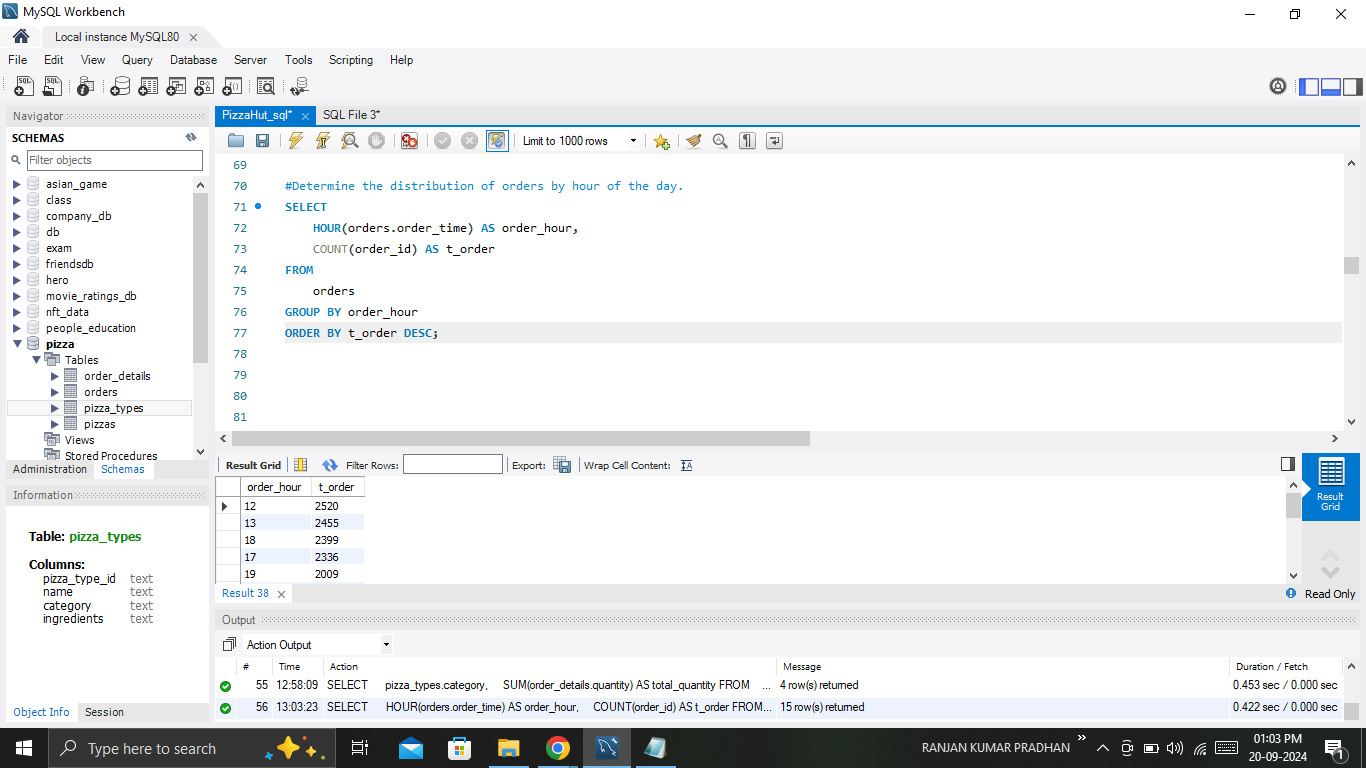 MySQL Workbench
Local instance MySQL80
File Edit View Query Database Server Tools Scripting Help
Navigator
SCHEMAS
Filter objects
asian_game
class
company_db
db
exam
friendsdb
hero
movie_ratings_db
nft_data
people_education
pizza
Tables
order_details
orders
pizza_types
pizzas
Views
Stored Procedures
Administration Schemas
Information
Table: pizza_types
Columns:
pizza_type_id text
name text
category text
ingredients text
Object Info Session
PizzaHut_sql* SQL File 3*
Limit to 1000 rows
69
70 #Determine the distribution of orders by hour of the day.
71 SELECT
72 HOUR(orders.order_time) AS order_hour,
73 COUNT(order_id) AS t_order
74 FROM
75 orders
76 GROUP BY order_hour
77 ORDER BY t_order DESC;
78
79
80
81
Result Grid Filter Rows: Export: Wrap Cell Content:
order_hour t_order
12 2520
13 2455
18 2399
17 2336
19 2009
Result Grid
Result 38
Read Only
Output
Action Output
# Time Action Message Duration / Fetch
55 12:58:09 SELECT pizza_types.category, SUM(order_details.quantity) AS total_quantity FROM ... 4 row(s) returned 0.453 sec / 0.000 sec
56 13:03:23 SELECT HOUR(orders.order_time) AS order_hour, COUNT(order_id) AS t_order FROM... 15 row(s) returned 0.422 sec / 0.000 sec
Type here to search
RANJAN KUMAR PRADHAN
01:03 PM
20-09-2024
1